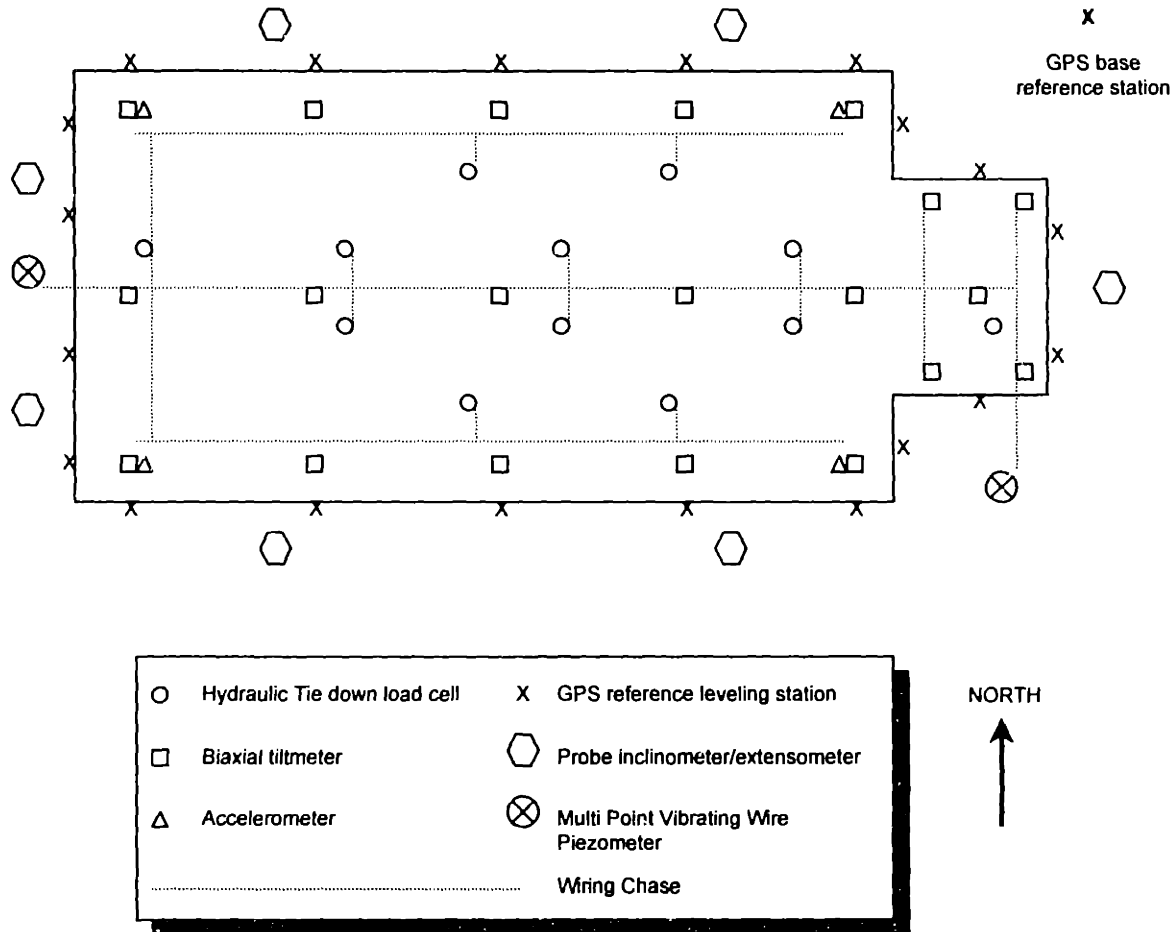 X
GPS base
reference station
Hydraulic Tie down load cell
X GPS reference leveling station
NORTH
Biaxial tiltmeter
Probe inclinometer/extensometer
Accelerometer
Multi Point Vibrating Wire
Piezometer
Wiring Chase